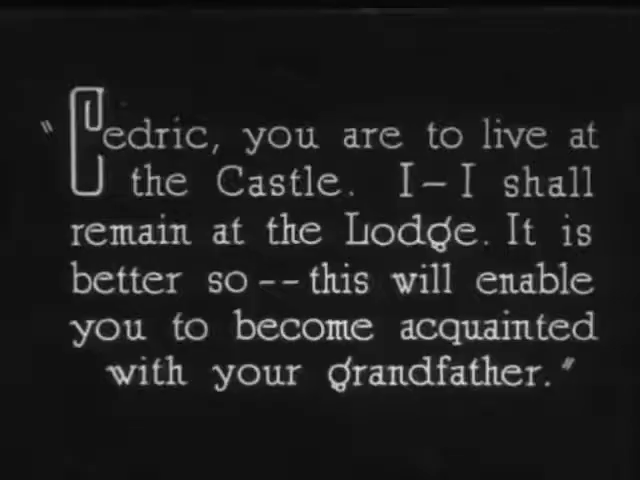 "Cedric, you are to live at
the Castle. I–I shall
remain at the Lodge. It is
better so--this will enable
you to become acquainted
with your grandfather."